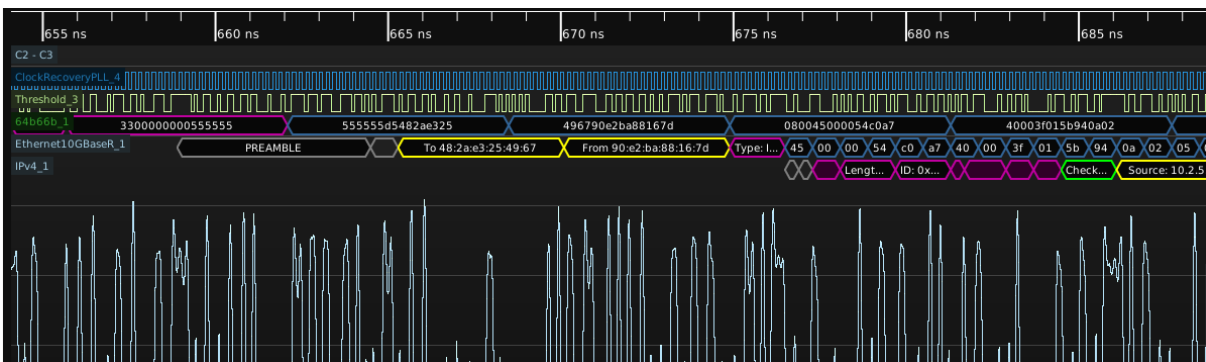 655 ns 660 ns 665 ns 670 ns 675 ns 680 ns 685 ns
C2 - C3
ClockRecoveryPLL_4
Threshold_3
64b66b_1 3300000000555555 555555d5482ae325 496790e2ba88167d 080045000054c0a7 40003f015b940a02
Ethernet10GBaseR_1 PREAMBLE To 48:2a:e3:25:49:67 From 90:e2:ba:88:16:7d Type: I... 45 00 00 54 c0 a7 40 00 3f 01 5b 94 0a 02 05
IPv4_1 Lengt... ID: 0x... Check... Source: 10.2.5